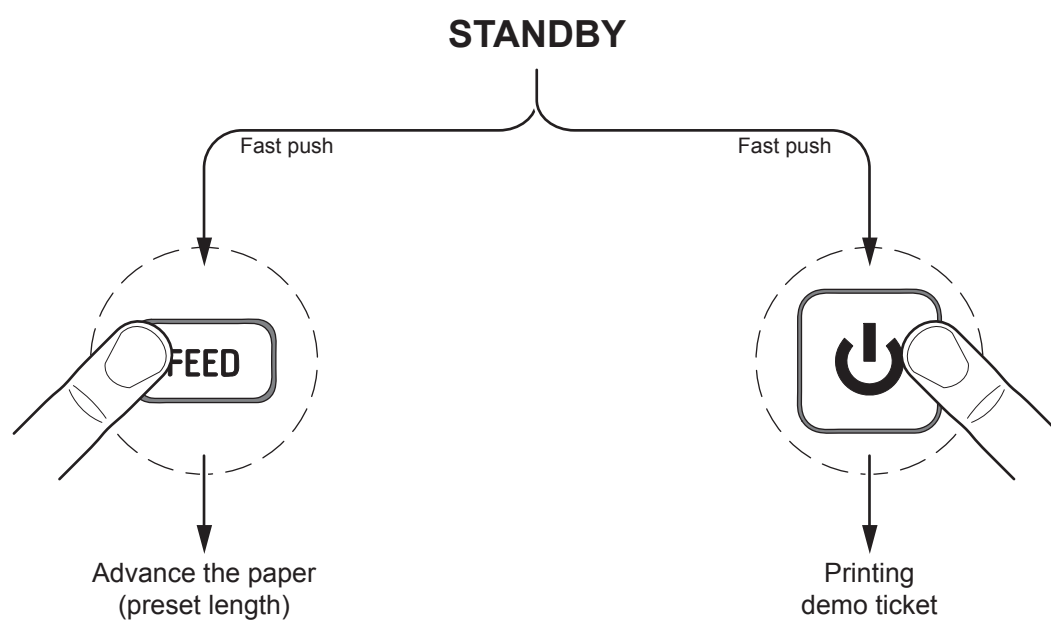 STANDBY
Fast push
Fast push
FEED
Advance the paper
(preset length)
Printing
demo ticket